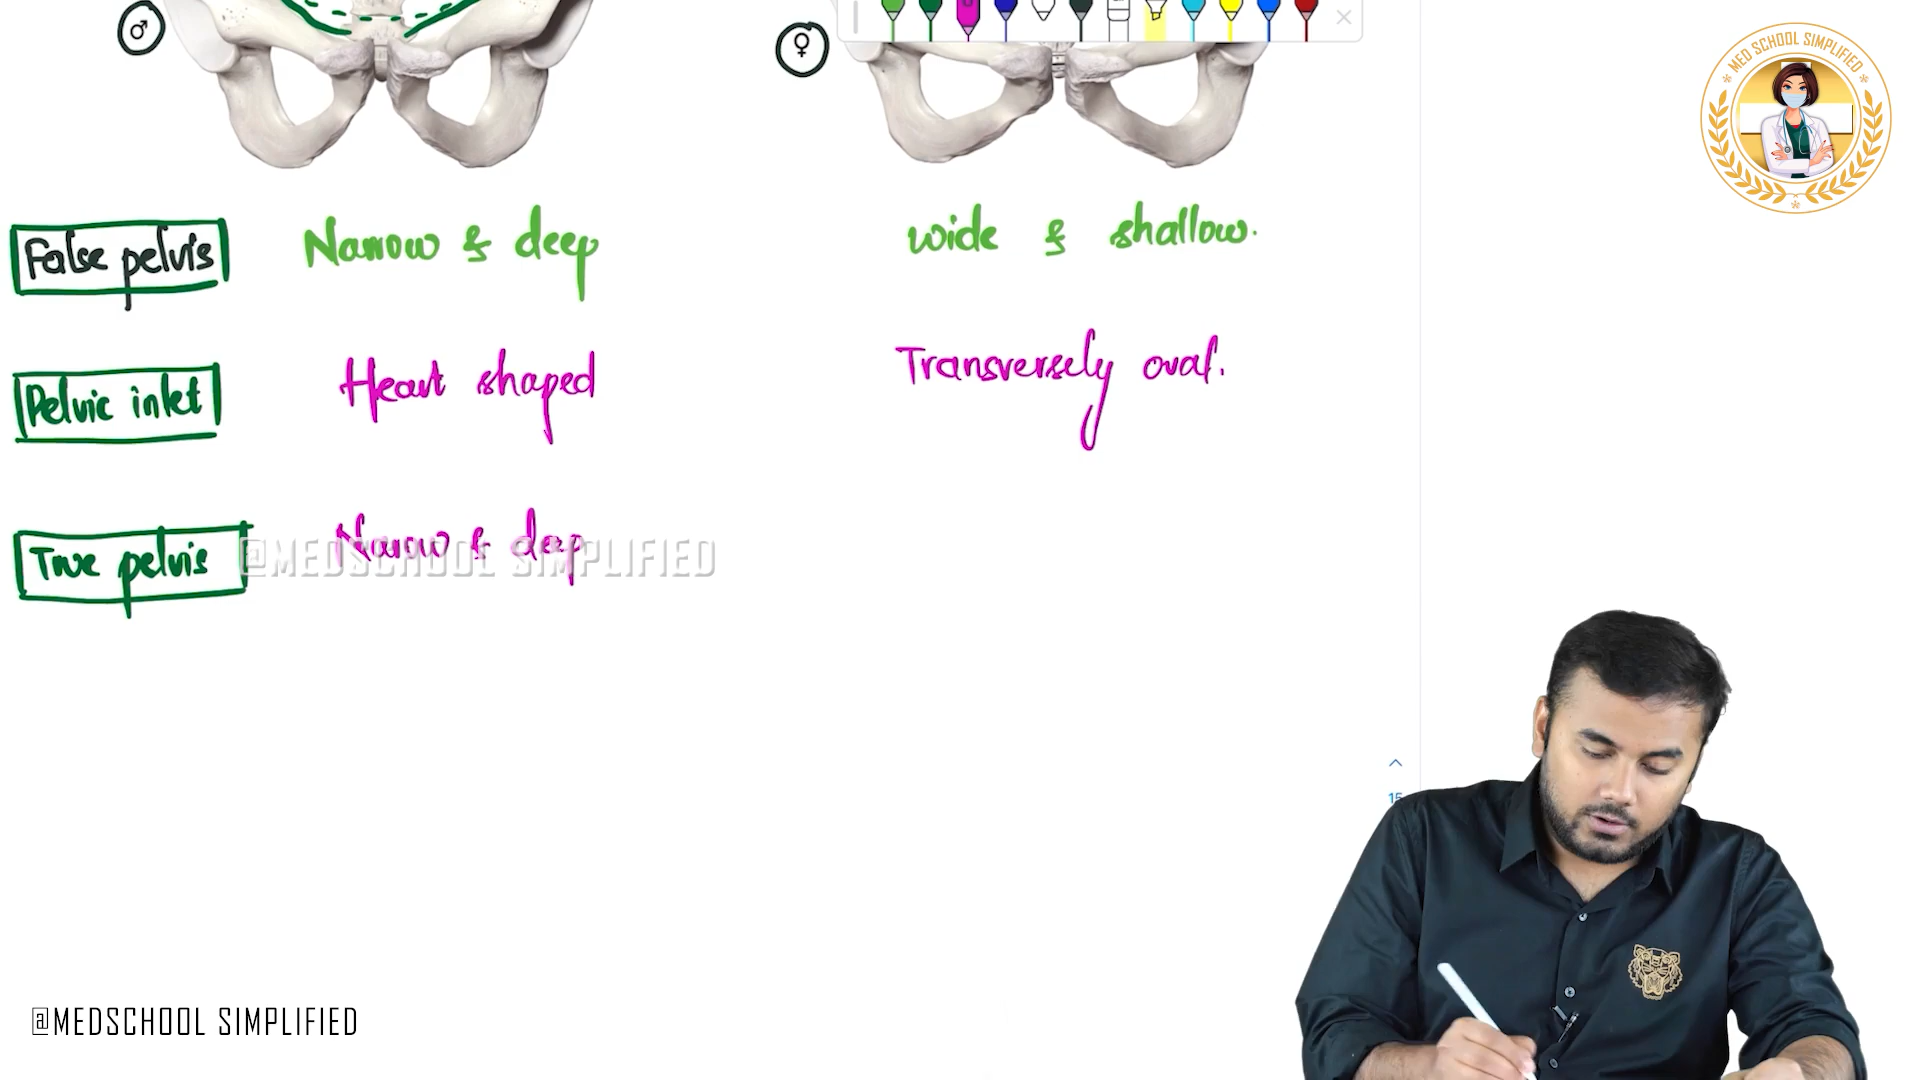 MED SCHOOL SIMPLIFIED
♂
♀
False pelvis Narrow & deep wide & shallow.
Pelvic inlet Heart shaped Transversely oval.
True pelvis Narrow & deep
@MEDSCHOOL SIMPLIFIED
15
@MEDSCHOOL SIMPLIFIED